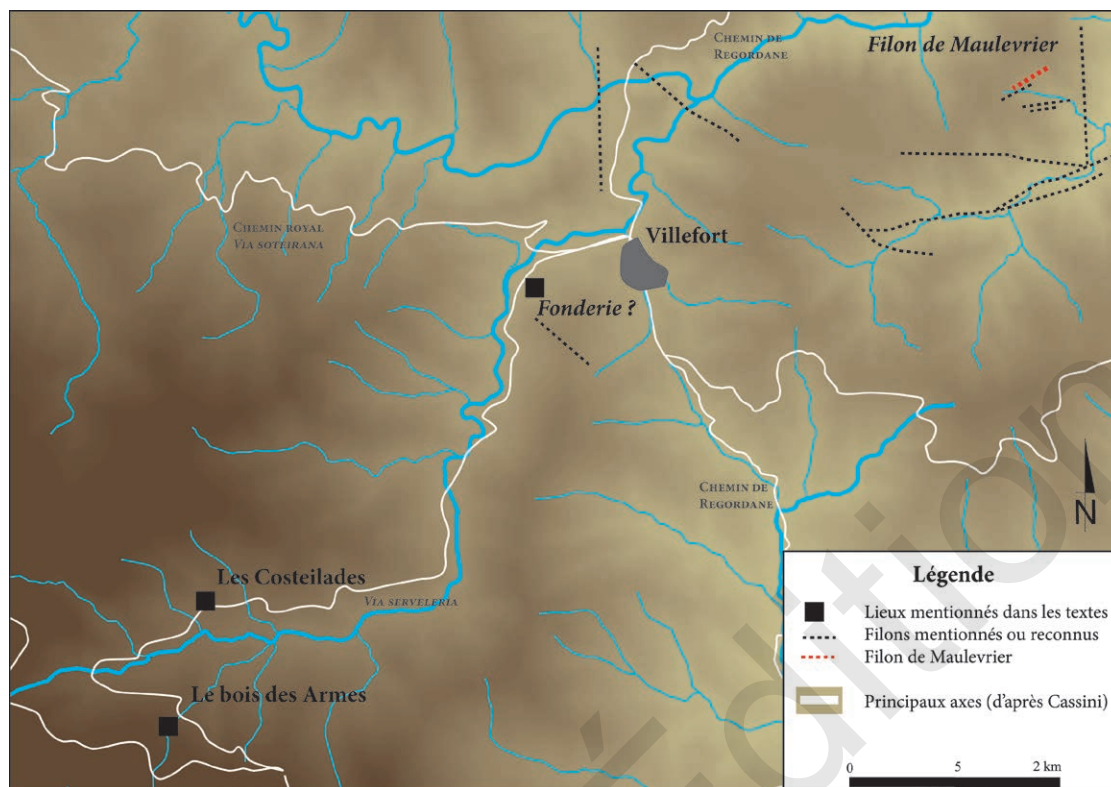 CHEMIN DE
REGORDANE
Filon de Maulevrier
CHEMIN ROYAL
VIA SOTEIRANA
Villefort
Fonderie ?
CHEMIN DE
REGORDANE
N
Les Costeilades
VIA SERVELERIA
Le bois des Armes
Légende
Lieux mentionnés dans les textes
Filons mentionnés ou reconnus
Filon de Maulevrier
Principaux axes (d'après Cassini)
0 5 2 km
édition